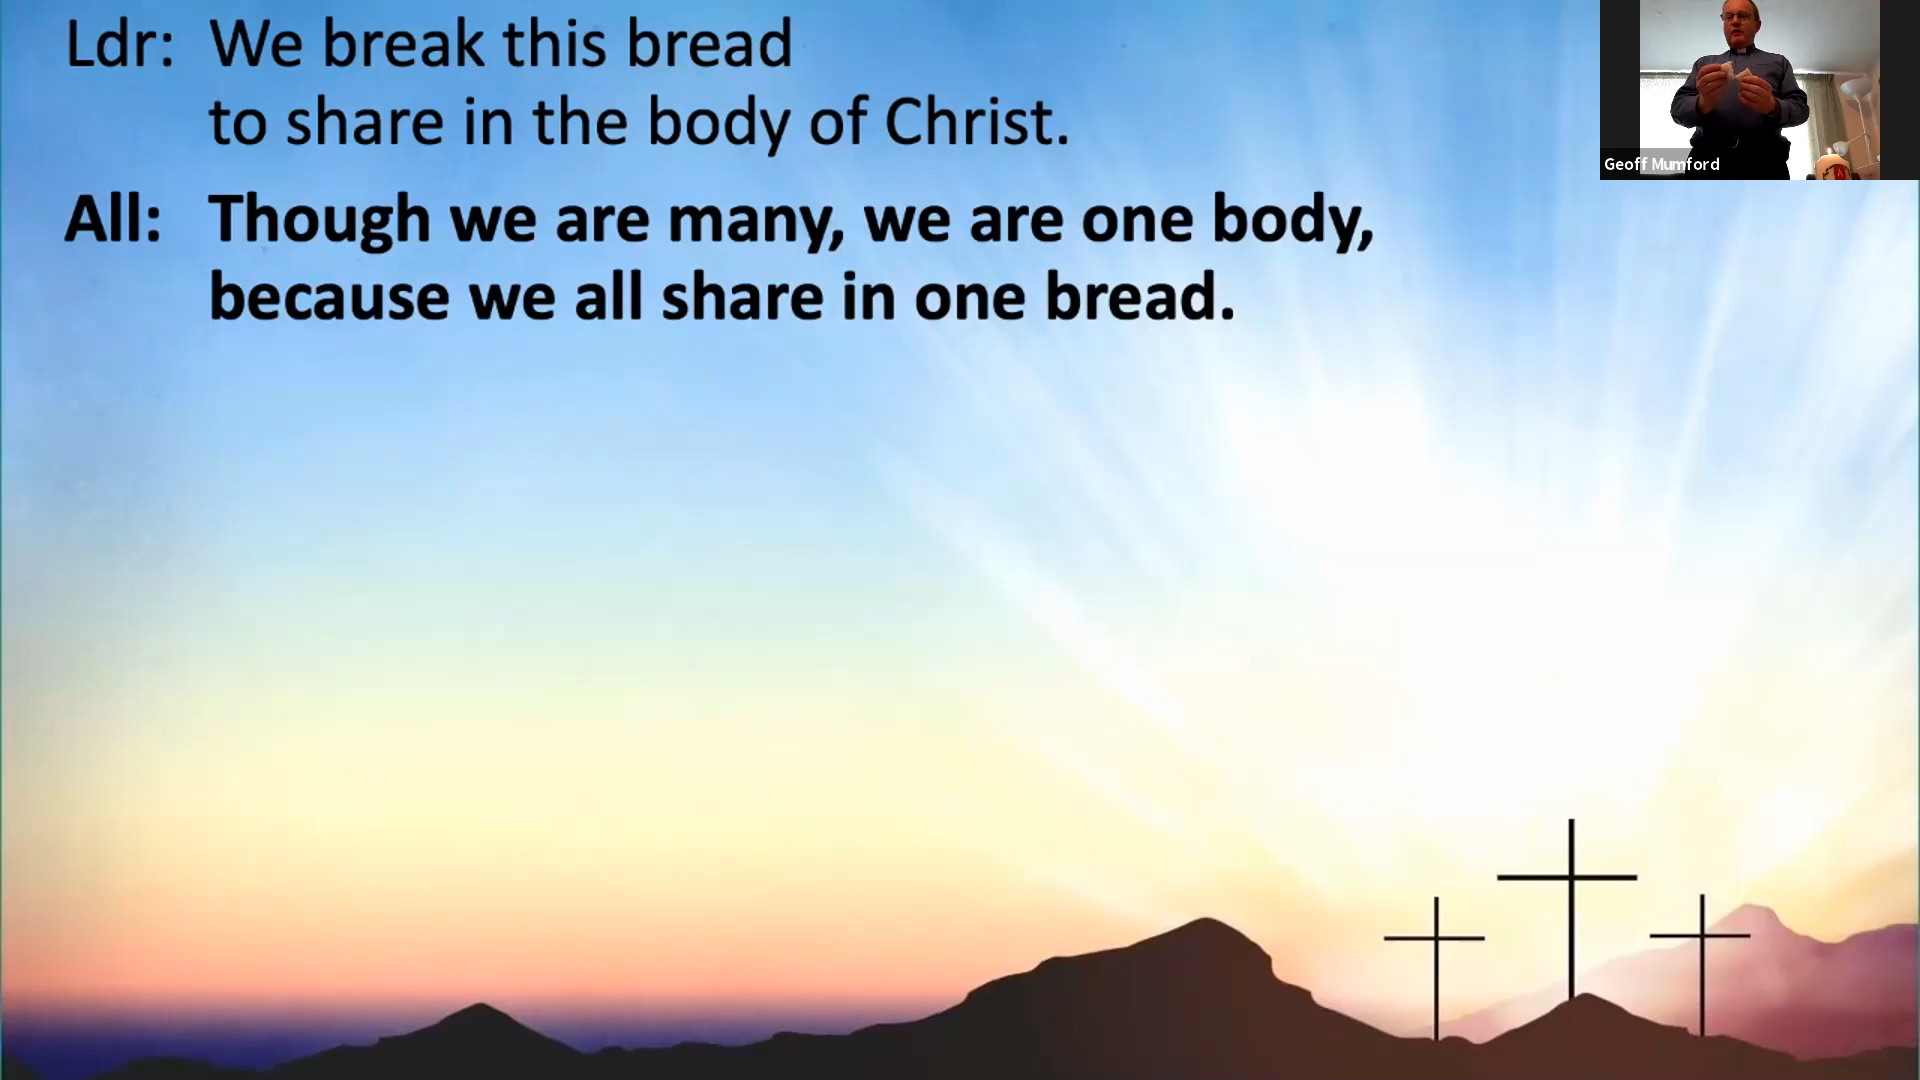 Ldr: We break this bread
to share in the body of Christ.
All: Though we are many, we are one body,
because we all share in one bread.
Geoff Mumford